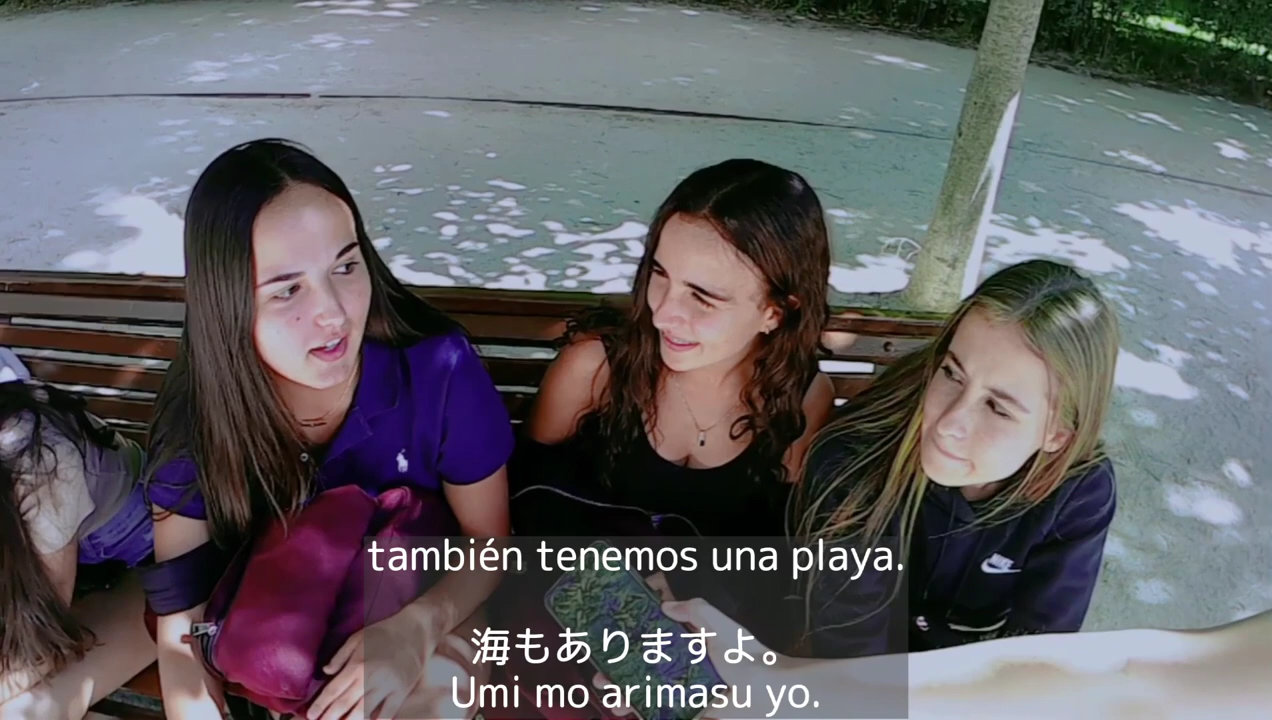 también tenemos una playa.
海もありますよ。
Umi mo arimasu yo.